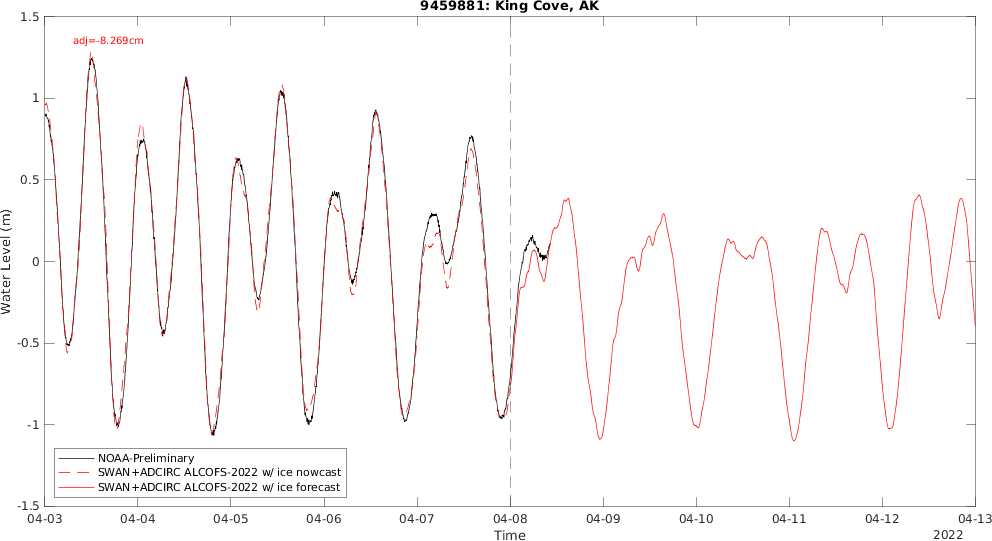 9459881: King Cove, AK
adj=-8.269cm
Water Level (m)
1.5
1
0.5
0
-0.5
-1
-1.5
NOAA-Preliminary
SWAN+ADCIRC ALCOFS-2022 w/ ice nowcast
SWAN+ADCIRC ALCOFS-2022 w/ ice forecast
04-03 04-04 04-05 04-06 04-07 04-08 04-09 04-10 04-11 04-12 04-13
Time
2022